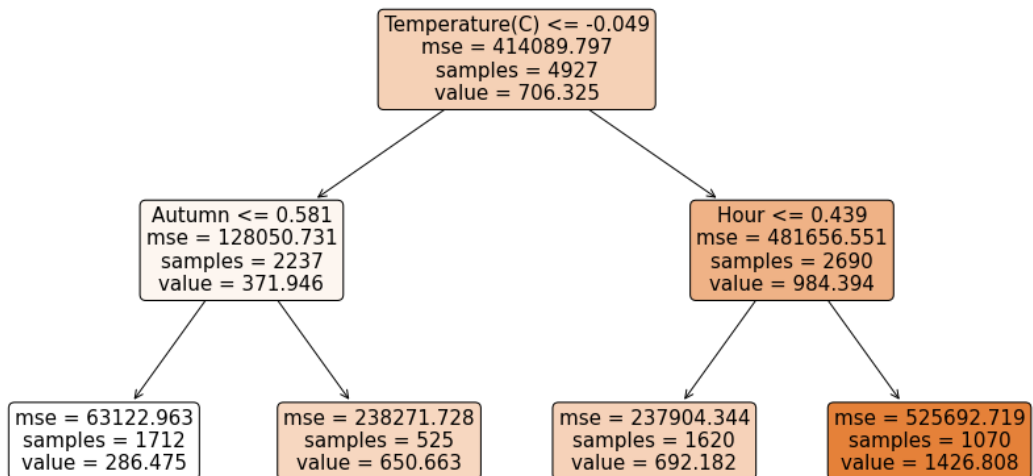 Temperature(C) <= -0.049
mse = 414089.797
samples = 4927
value = 706.325
Autumn <= 0.581
mse = 128050.731
samples = 2237
value = 371.946
Hour <= 0.439
mse = 481656.551
samples = 2690
value = 984.394
mse = 63122.963
samples = 1712
value = 286.475
mse = 238271.728
samples = 525
value = 650.663
mse = 237904.344
samples = 1620
value = 692.182
mse = 525692.719
samples = 1070
value = 1426.808